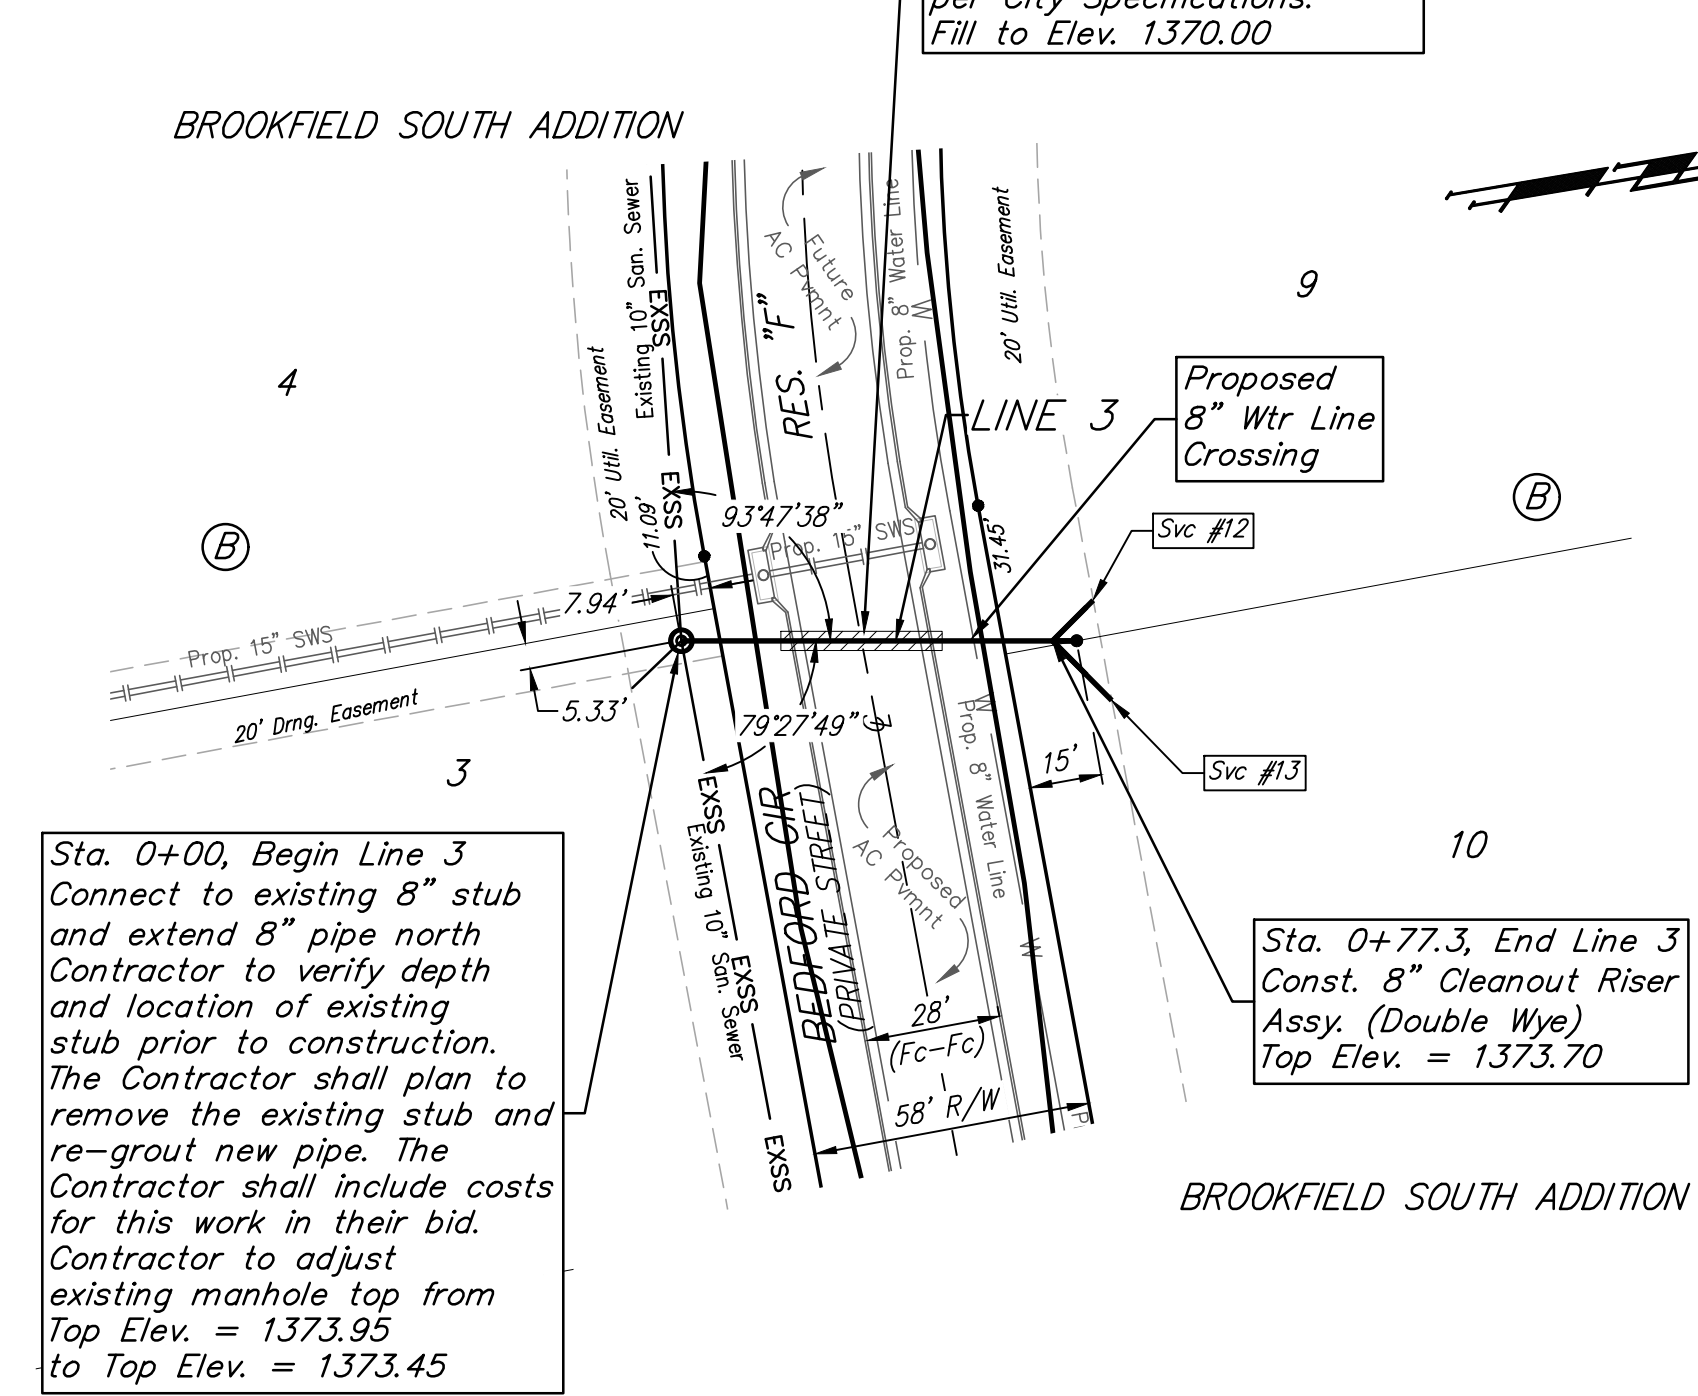 per City Specifications.
Fill to Elev. 1370.00
BROOKFIELD SOUTH ADDITION
20' Util. Easement
Existing 10" San. Sewer
EXSS
EXSS
RES. "F"
Future
AC Pvmnt
Prop. 8" Water Line
W
20' Util. Easement
9
4
LINE 3
Proposed
8" Wtr Line
Crossing
B
B
11.09'
93°47'38"
Prop. 15" SWS
31.45'
Svc #12
7.94'
Prop. 15" SWS
20' Drng. Easement
5.33'
79°27'49"
3
EXSS
Existing 10" San. Sewer
EXSS
EXSS
BEDFORD CIR
(PRIVATE STREET)
Proposed
AC Pvmnt
W
Prop. 8" Water Line
W
15'
Svc #13
10
28'
(Fc-Fc)
58' R/W
P
Sta. 0+00, Begin Line 3
Connect to existing 8" stub
and extend 8" pipe north
Contractor to verify depth
and location of existing
stub prior to construction.
The Contractor shall plan to
remove the existing stub and
re-grout new pipe. The
Contractor shall include costs
for this work in their bid.
Contractor to adjust
existing manhole top from
Top Elev. = 1373.95
to Top Elev. = 1373.45
Sta. 0+77.3, End Line 3
Const. 8" Cleanout Riser
Assy. (Double Wye)
Top Elev. = 1373.70
BROOKFIELD SOUTH ADDITION